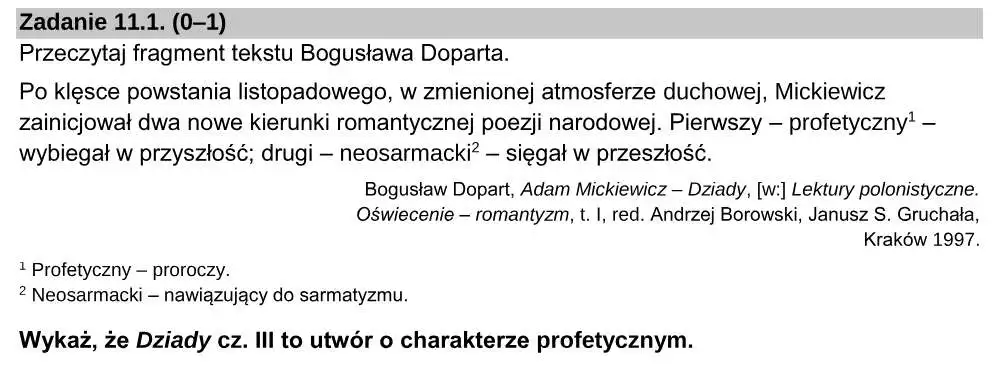 Zadanie 11.1. (0–1)
Przeczytaj fragment tekstu Bogusława Doparta.
Po klęsce powstania listopadowego, w zmienionej atmosferze duchowej, Mickiewicz
zainicjował dwa nowe kierunki romantycznej poezji narodowej. Pierwszy – profetyczny¹ –
wybiegał w przyszłość; drugi – neosarmacki² – sięgał w przeszłość.
Bogusław Dopart, Adam Mickiewicz – Dziady, [w:] Lektury polonistyczne.
Oświecenie – romantyzm, t. I, red. Andrzej Borowski, Janusz S. Gruchała,
Kraków 1997.
¹ Profetyczny – proroczy.
² Neosarmacki – nawiązujący do sarmatyzmu.
Wykaż, że Dziady cz. III to utwór o charakterze profetycznym.